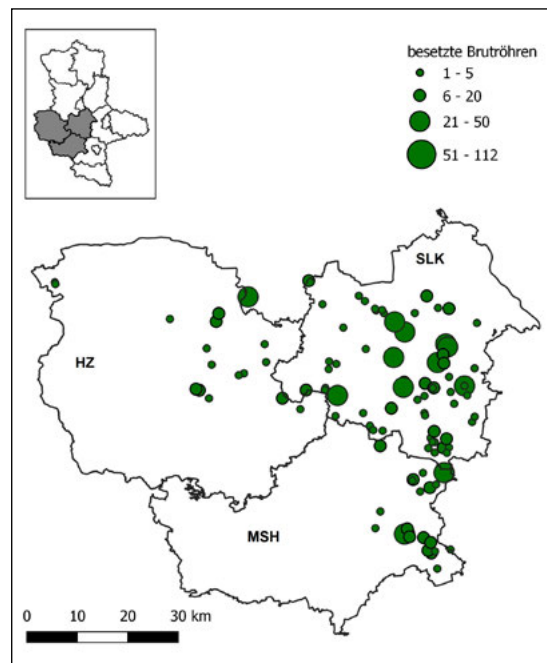 besetzte Brutröhren
1 - 5
6 - 20
21 - 50
51 - 112
SLK
HZ
MSH
0 10 20 30 km